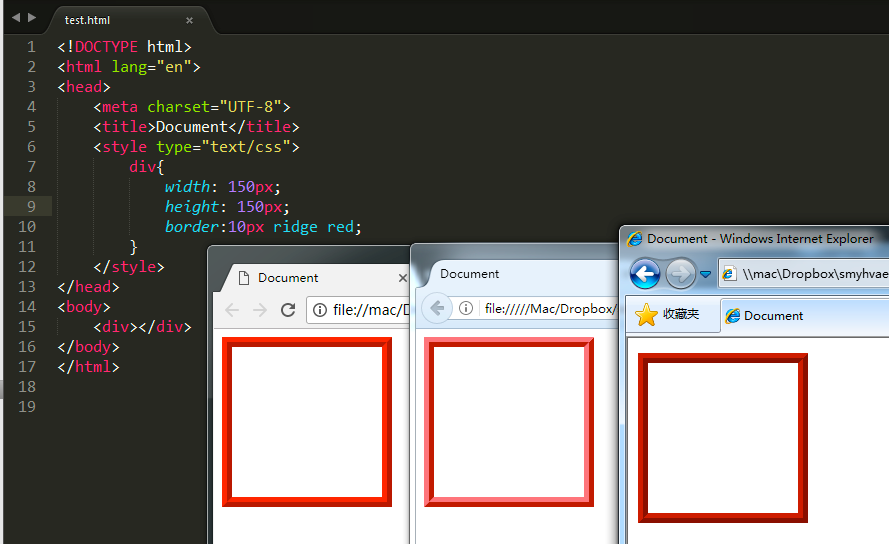 test.html ×
1 <!DOCTYPE html>
2 <html lang="en">
3 <head>
4     <meta charset="UTF-8">
5     <title>Document</title>
6     <style type="text/css">
7         div{
8             width: 150px;
9             height: 150px;
10             border:10px ridge red;
11         }
12     </style>
13 </head>
14 <body>
15     <div></div>
16 </body>
17 </html>
18
19
Document ×
file://mac/D
Document
file://///Mac/Dropbox/
Document - Windows Internet Explorer
\\mac\Dropbox\smyhvae
收藏夹
Document